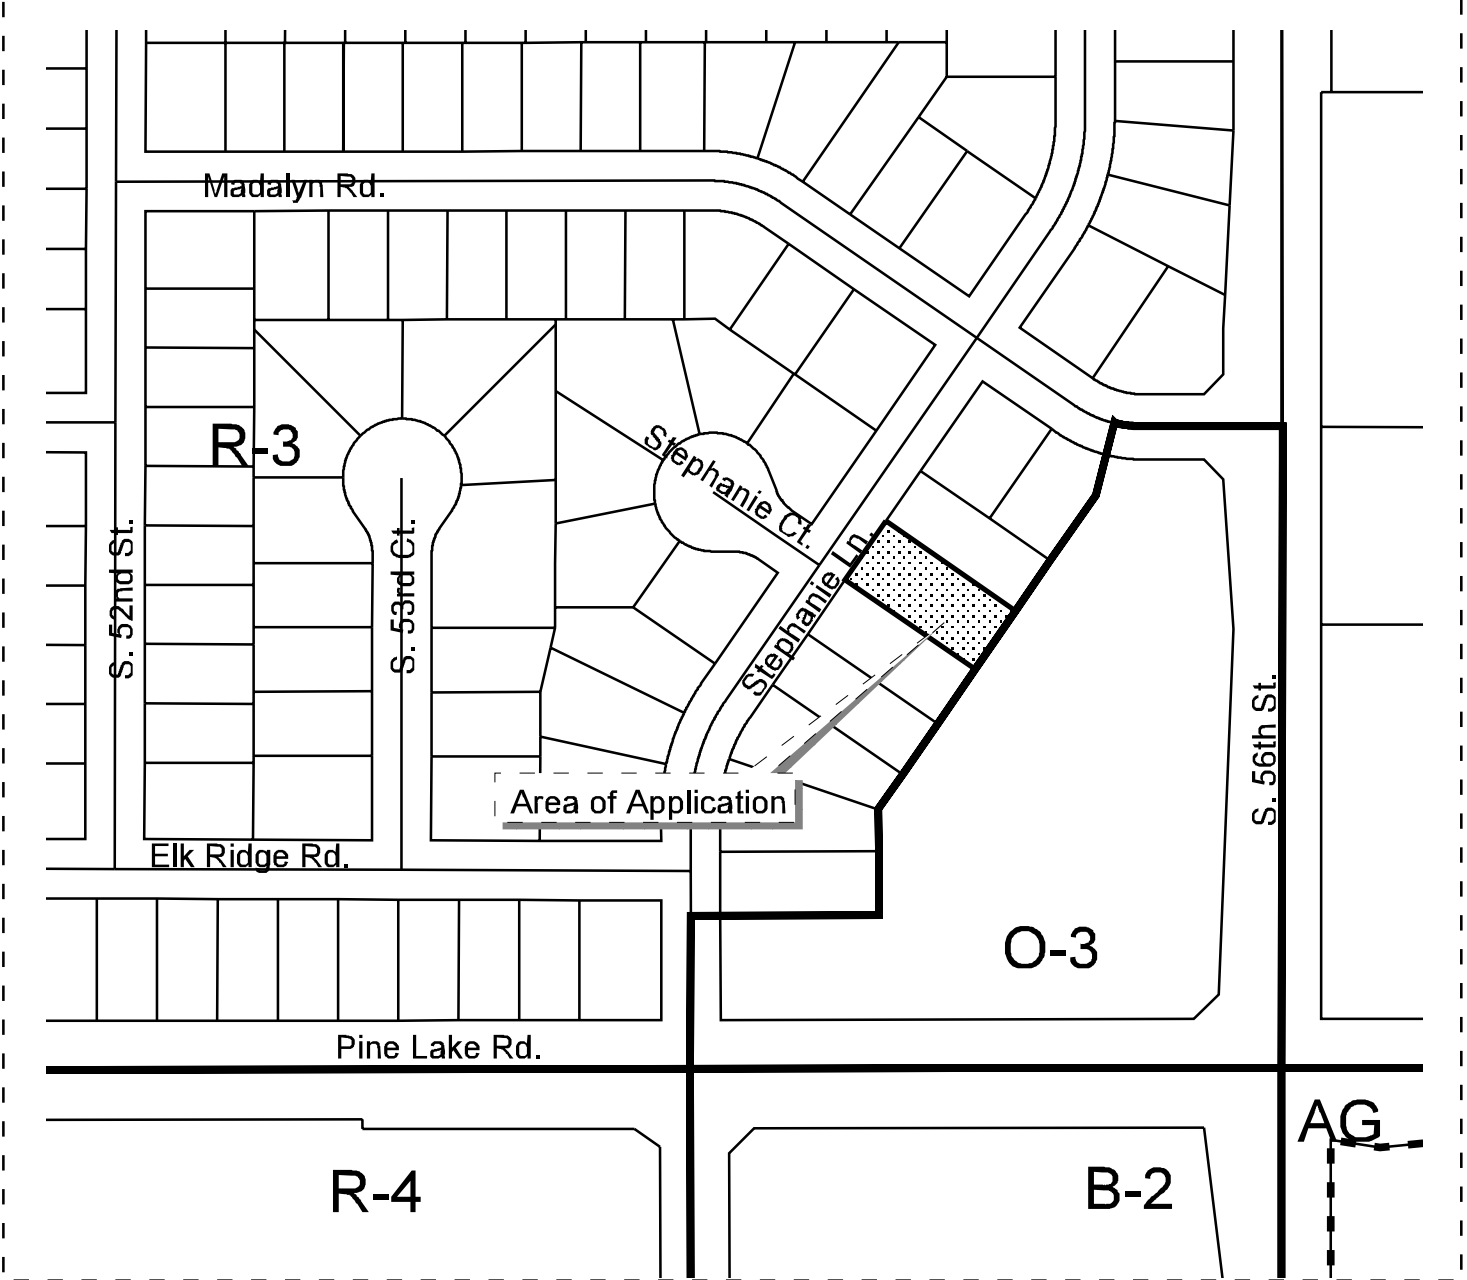 Madalyn Rd.
R-3
Stephanie Ct.
Stephanie Ln.
S. 52nd St.
S. 53rd Ct.
S. 56th St.
Area of Application
Elk Ridge Rd.
O-3
Pine Lake Rd.
AG
R-4
B-2